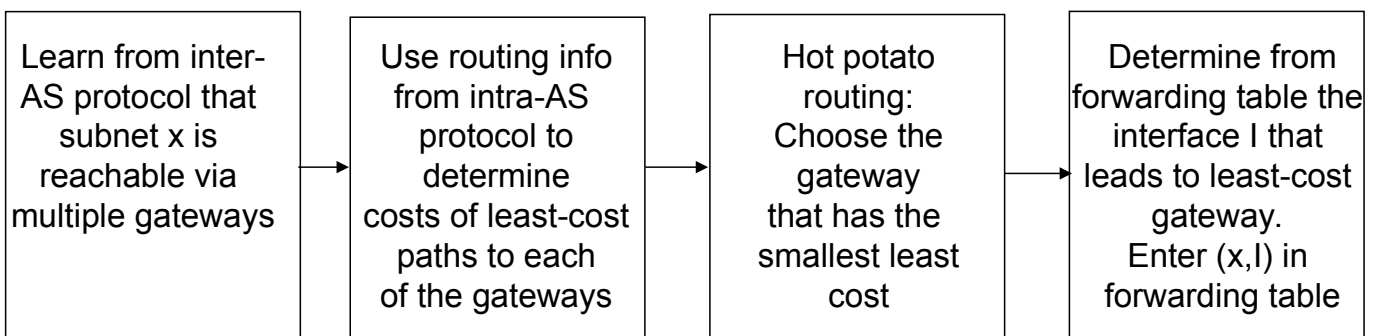 Learn from inter-
AS protocol that
subnet x is
reachable via
multiple gateways
Use routing info
from intra-AS
protocol to
determine
costs of least-cost
paths to each
of the gateways
Hot potato
routing:
Choose the
gateway
that has the
smallest least
cost
Determine from
forwarding table the
interface I that
leads to least-cost
gateway.
Enter (x,I) in
forwarding table